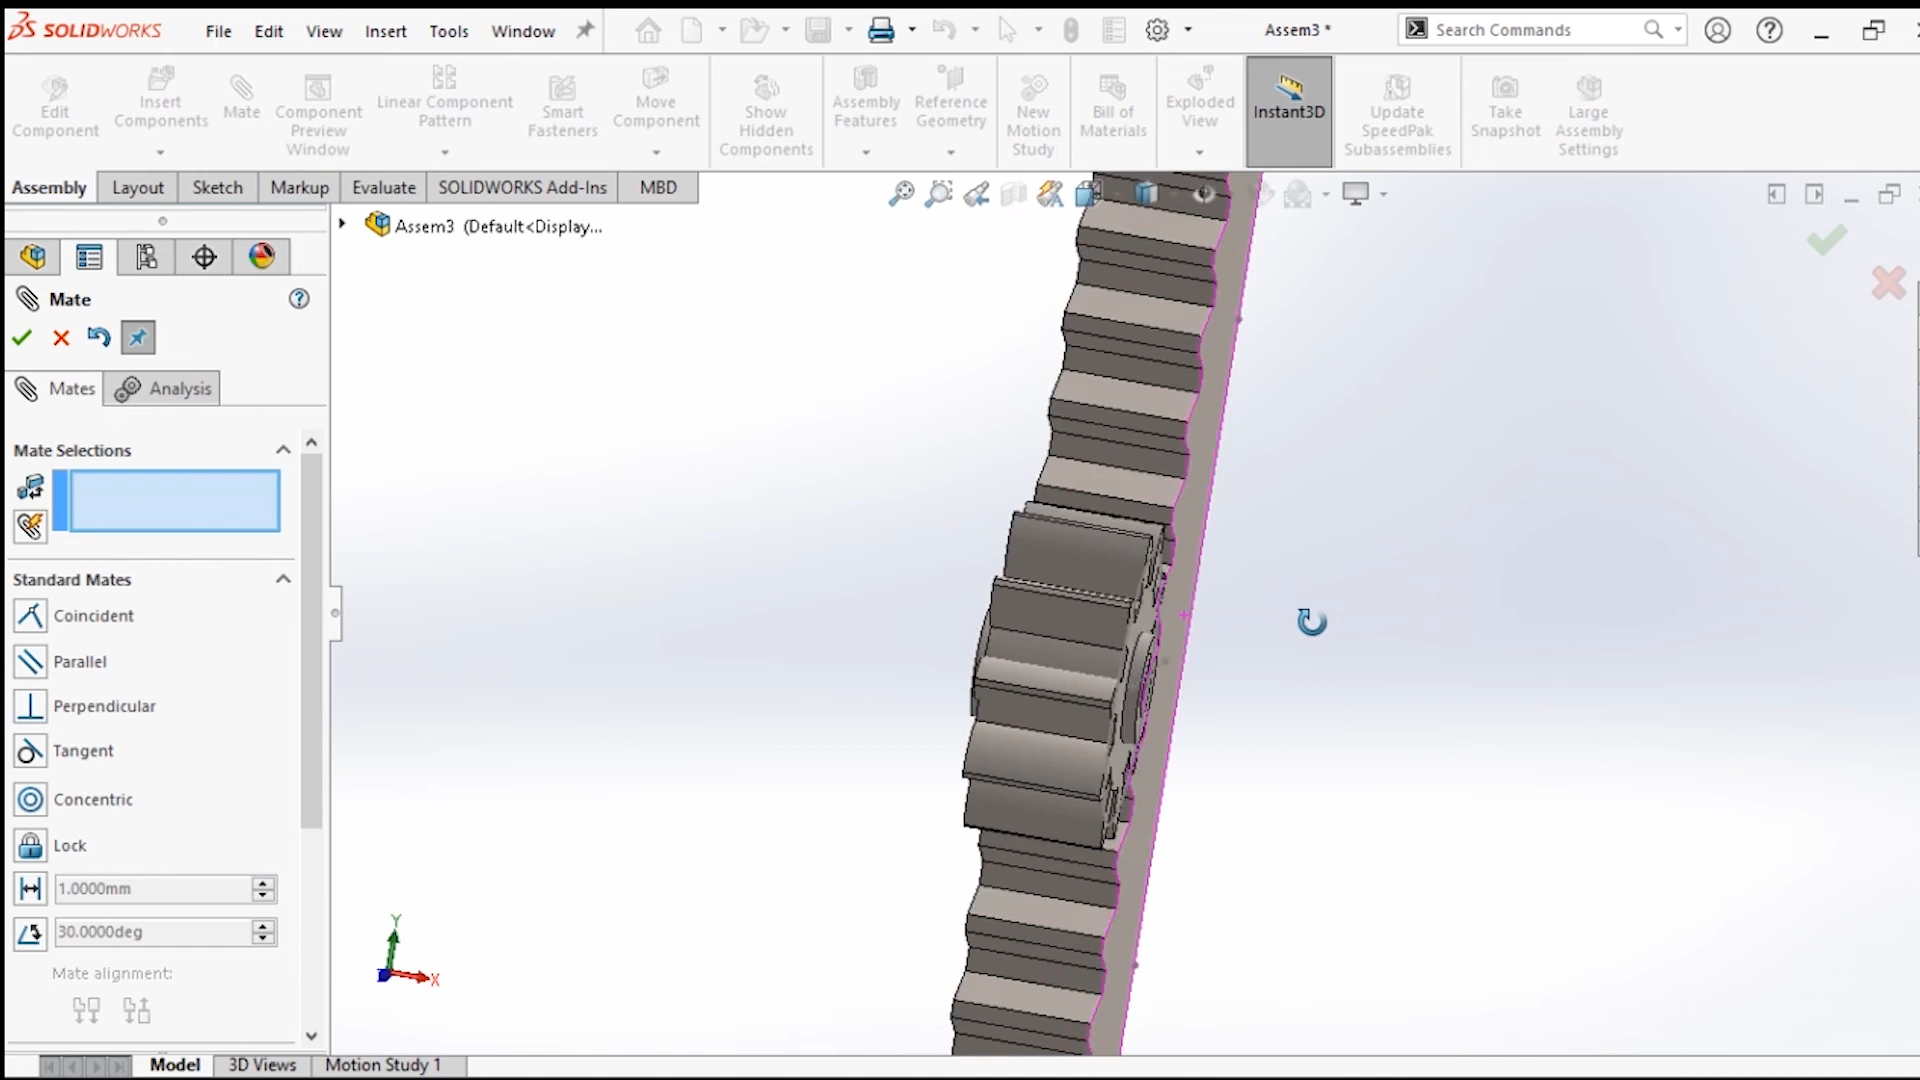 SOLIDWORKS File Edit View Insert Tools Window Assem3 * Search Commands
Edit Component
Insert Components
Mate
Component Preview Window
Linear Component Pattern
Smart Fasteners
Move Component
Show Hidden Components
Assembly Features
Reference Geometry
New Motion Study
Bill of Materials
Exploded View
Instant3D
Update SpeedPak Subassemblies
Take Snapshot
Large Assembly Settings
Assembly Layout Sketch Markup Evaluate SOLIDWORKS Add-Ins MBD
Assem3 (Default<Display...
Mate
Mates Analysis
Mate Selections
Standard Mates
Coincident
Parallel
Perpendicular
Tangent
Concentric
Lock
1.0000mm
30.0000deg
Mate alignment:
Y
X
Model 3D Views Motion Study 1